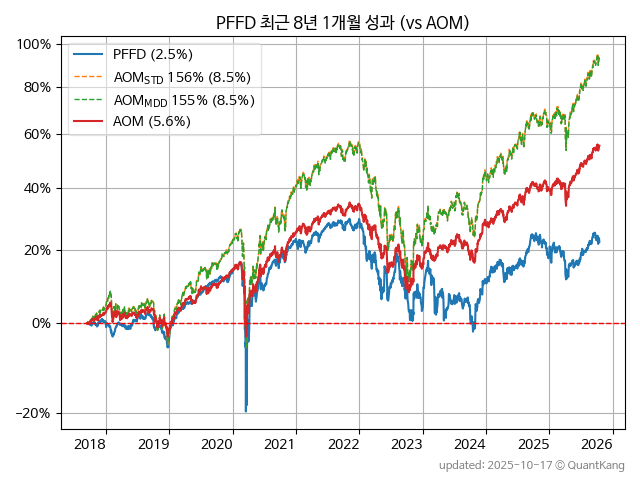 PFFD 최근 8년 1개월 성과 (vs AOM)
100%
80%
60%
40%
20%
0%
−20%
PFFD (2.5%)
AOM_STD 156% (8.5%)
AOM_MDD 155% (8.5%)
AOM (5.6%)
2018 2019 2020 2021 2022 2023 2024 2025 2026
updated: 2025-10-17 © QuantKang